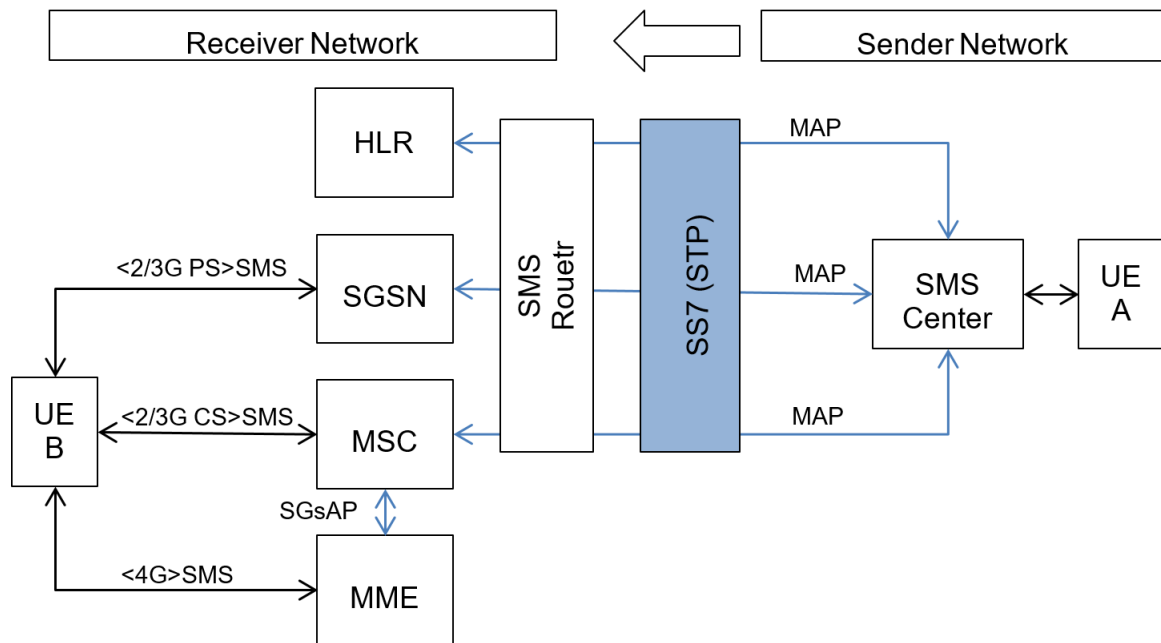 Receiver Network
Sender Network
HLR
MAP
SMS
Rouetr
SS7 (STP)
<2/3G PS>SMS
SGSN
MAP
SMS
Center
UE
A
UE
B
<2/3G CS>SMS
MSC
MAP
SGsAP
<4G>SMS
MME